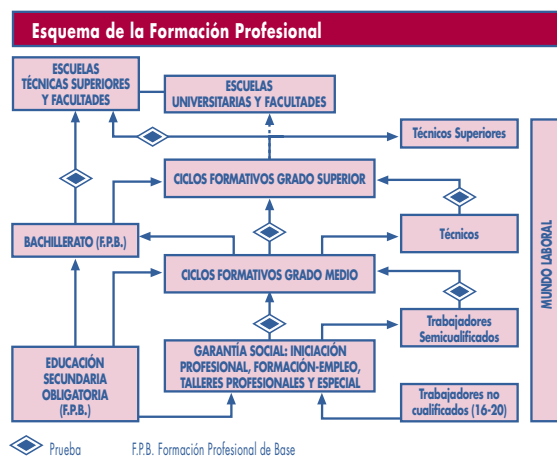 Esquema de la Formación Profesional
ESCUELAS
TÉCNICAS SUPERIORES
Y FACULTADES
ESCUELAS
UNIVERSITARIAS Y FACULTADES
Técnicos Superiores
CICLOS FORMATIVOS GRADO SUPERIOR
BACHILLERATO (F.P.B.)
Técnicos
CICLOS FORMATIVOS GRADO MEDIO
MUNDO LABORAL
Trabajadores
Semicualificados
EDUCACIÓN
SECUNDARIA
OBLIGATORIA
(F.P.B.)
GARANTÍA SOCIAL: INICIACIÓN
PROFESIONAL, FORMACIÓN-EMPLEO,
TALLERES PROFESIONALES Y ESPECIAL
Trabajadores no
cualificados (16-20)
Prueba
F.P.B. Formación Profesional de Base